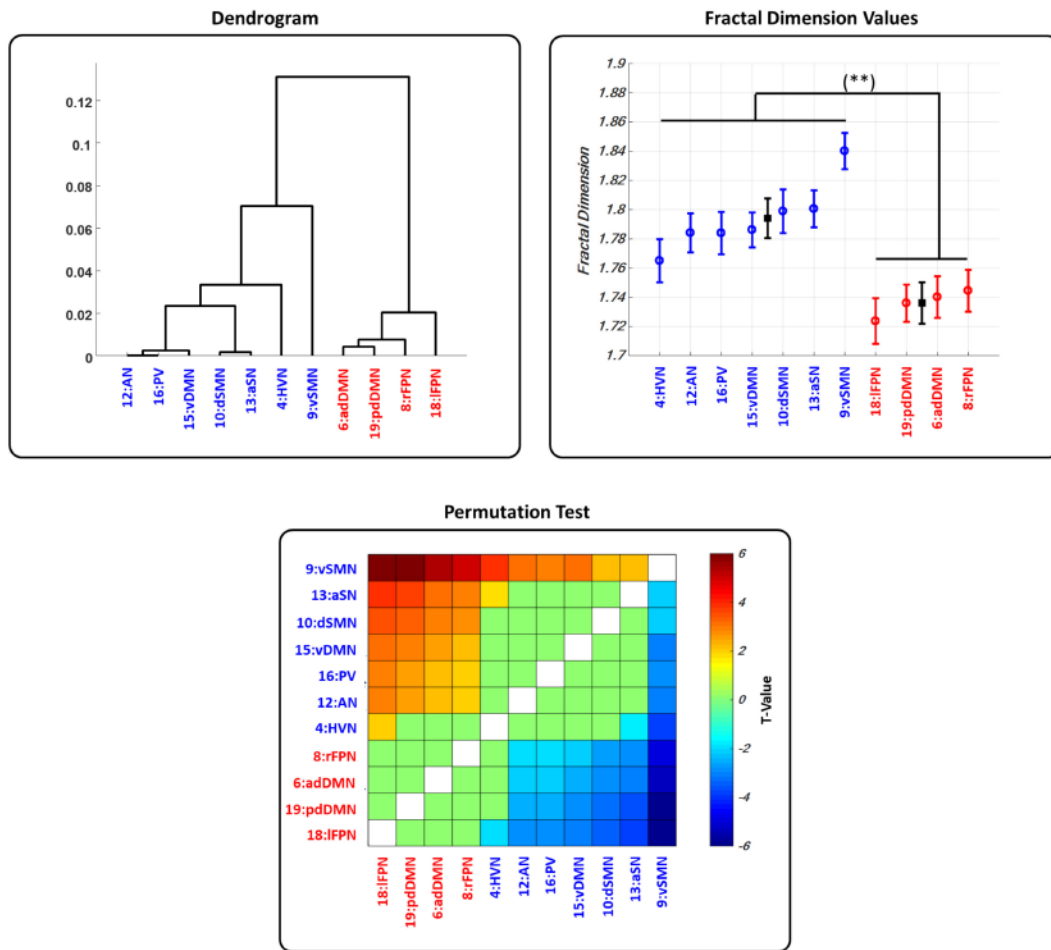 Dendrogram
0.12
0.1
0.08
0.06
0.04
0.02
0
12:AN
16:PV
15:vDMN
10:dSMN
13:aSN
4:HVN
9:vSMN
6:adDMN
19:pdDMN
8:rFPN
18:lFPN
Fractal Dimension Values
Fractal Dimension
1.9
1.88
1.86
1.84
1.82
1.8
1.78
1.76
1.74
1.72
1.7
(**)
4:HVN
12:AN
16:PV
15:vDMN
10:dSMN
13:aSN
9:vSMN
18:lFPN
19:pdDMN
6:adDMN
8:rFPN
Permutation Test
9:vSMN
13:aSN
10:dSMN
15:vDMN
16:PV
12:AN
4:HVN
8:rFPN
6:adDMN
19:pdDMN
18:lFPN
18:lFPN
19:pdDMN
6:adDMN
8:rFPN
4:HVN
12:AN
16:PV
15:vDMN
10:dSMN
13:aSN
9:vSMN
6
4
2
0
-2
-4
-6
T-Value